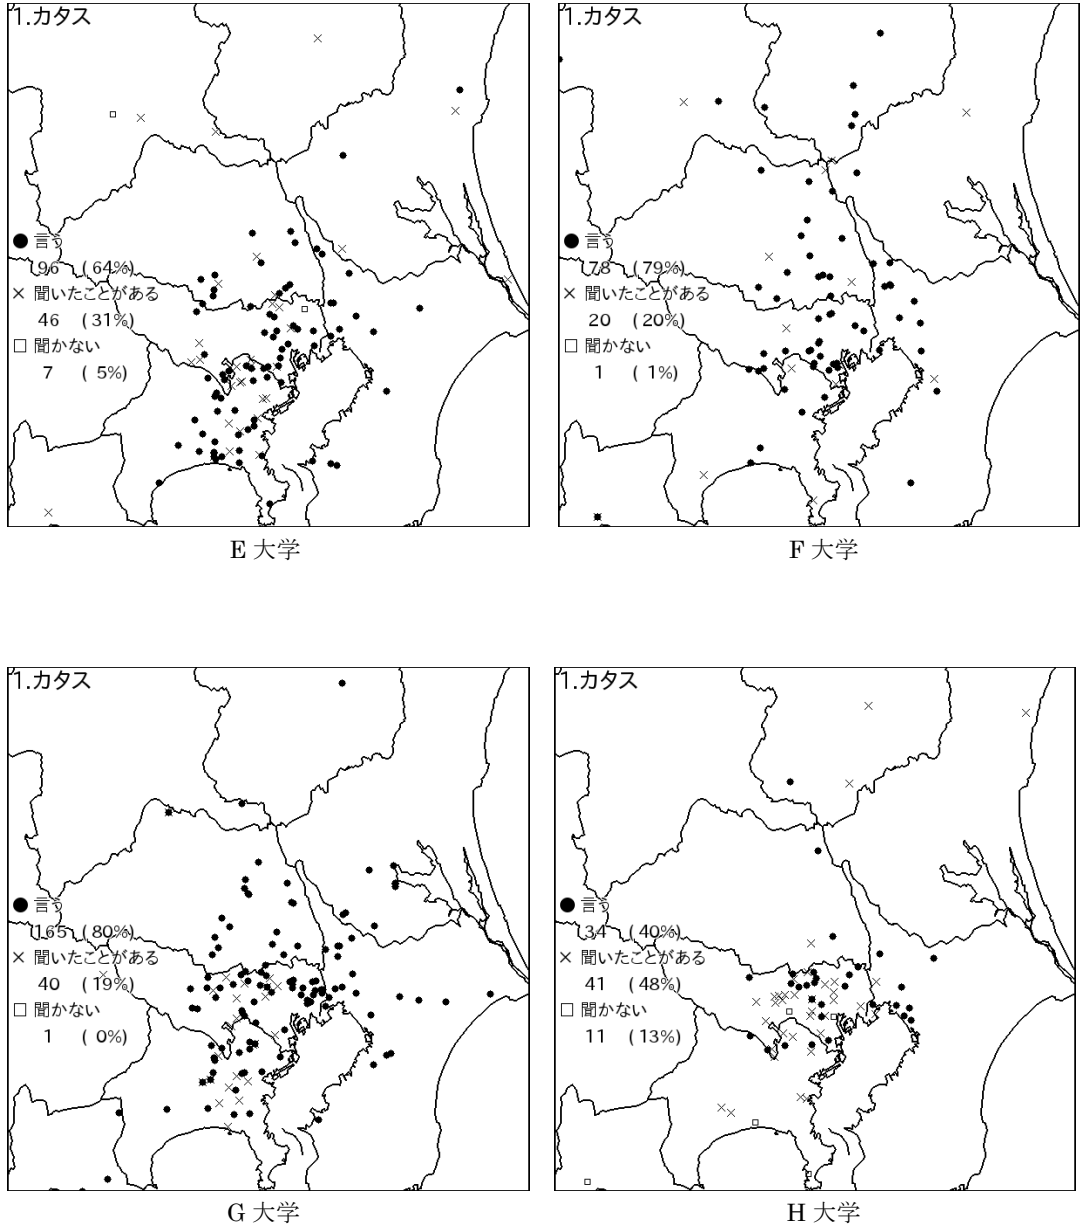 1.カタス
● 言う
96 (64%)
× 聞いたことがある
46 (31%)
□ 聞かない
7 ( 5%)
E 大学
1.カタス
● 言う
78 (79%)
× 聞いたことがある
20 (20%)
□ 聞かない
1 ( 1%)
F 大学
1.カタス
● 言う
165 (80%)
× 聞いたことがある
40 (19%)
□ 聞かない
1 ( 0%)
G 大学
1.カタス
● 言う
34 (40%)
× 聞いたことがある
41 (48%)
□ 聞かない
11 (13%)
H 大学